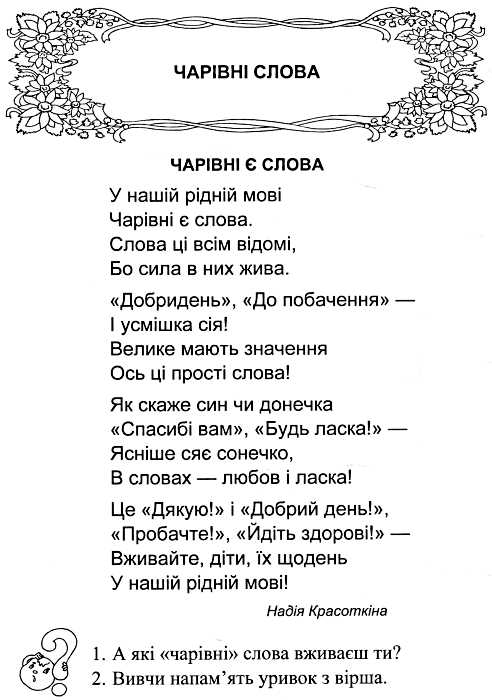 ЧАРІВНІ СЛОВА
ЧАРІВНІ Є СЛОВА
У нашій рідній мові
Чарівні є слова.
Слова ці всім відомі,
Бо сила в них жива.
«Добридень», «До побачення» —
І усмішка сія!
Велике мають значення
Ось ці прості слова!
Як скаже син чи донечка
«Спасибі вам», «Будь ласка!» —
Ясніше сяє сонечко,
В словах — любов і ласка!
Це «Дякую!» і «Добрий день!»,
«Пробачте!», «Йдіть здорові!» —
Вживайте, діти, їх щодень
У нашій рідній мові!
Надія Красоткіна
1. А які «чарівні» слова вживаєш ти?
2. Вивчи напам’ять уривок з вірша.